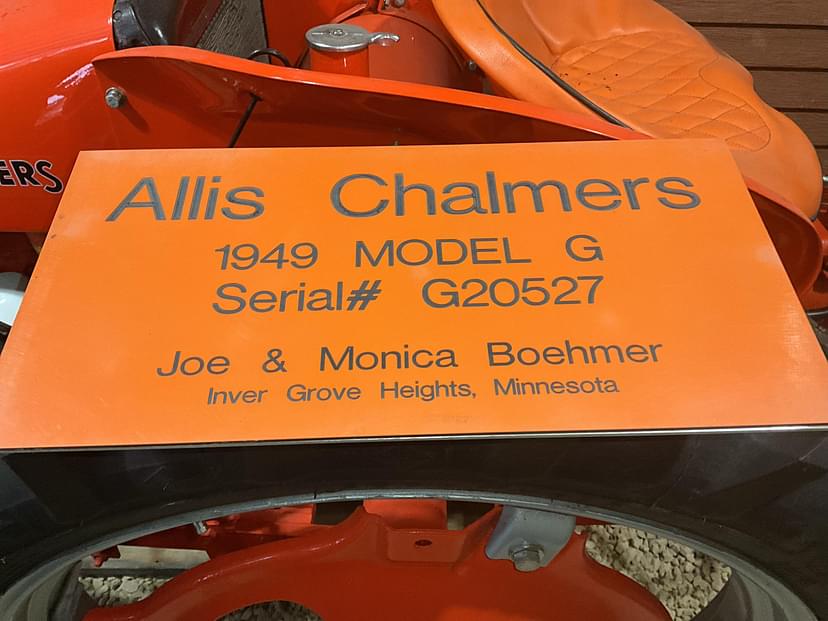 ERS
Allis Chalmers
1949 MODEL G
Serial# G20527
Joe & Monica Boehmer
Inver Grove Heights, Minnesota